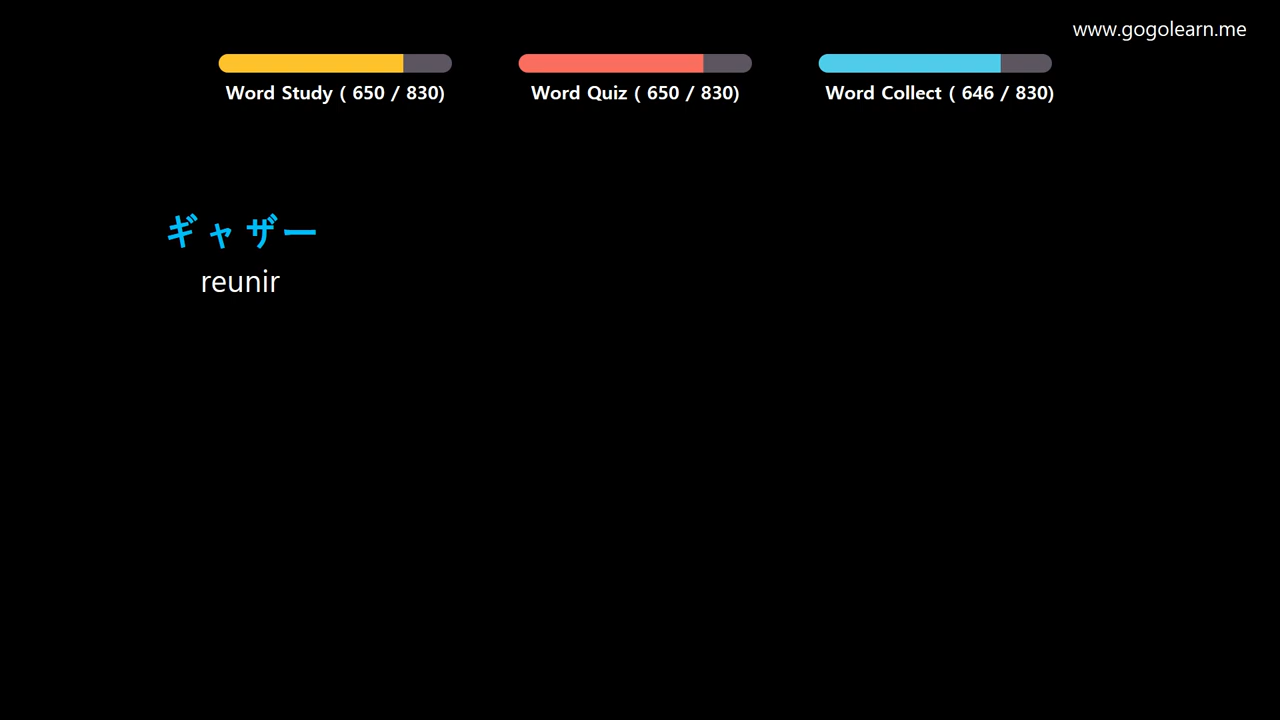 www.gogolearn.me
Word Study ( 650 / 830)
Word Quiz ( 650 / 830)
Word Collect ( 646 / 830)
ギャザー
reunir